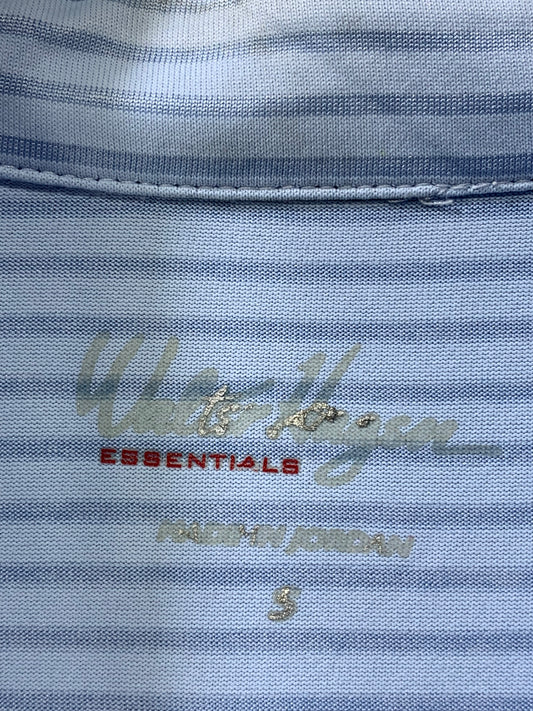 Walter Hagen
ESSENTIALS
MADE IN JORDAN
S